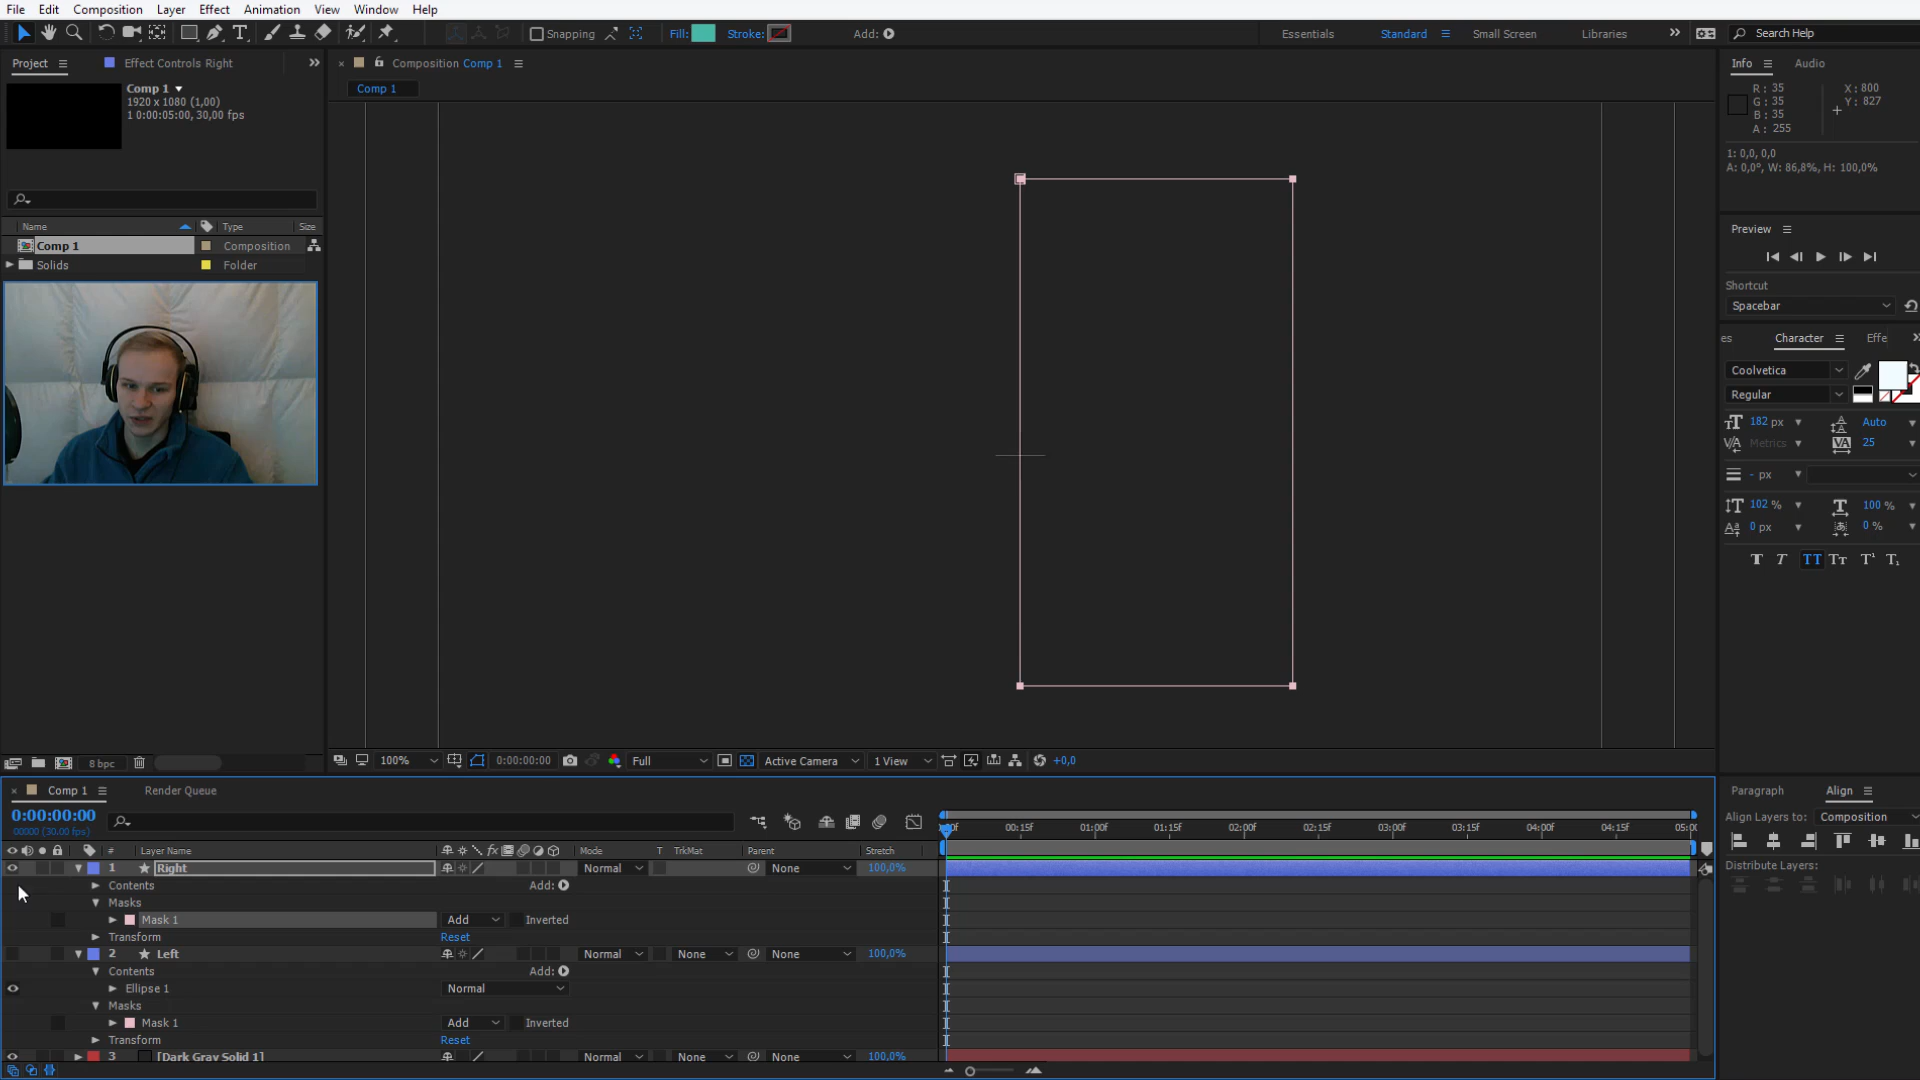 File Edit Composition Layer Effect Animation View Window Help
Snapping Fill: Stroke: Add: Essentials Standard Small Screen Libraries Search Help
Project Effect Controls Right Composition Comp 1 Info Audio
Comp 1
Comp 1
1920 x 1080 (1,00)
1 0:00:05:00, 30,00 fps
R : 35
G : 35
B : 35
A : 255
X : 800
Y : 827
1: 0,0, 0,0
A: 0,0°, W: 86,8%, H: 100,0%
Name Type Size
Comp 1 Composition
Solids Folder
Preview
Shortcut
Spacebar
es Character Effe
Coolvetica
Regular
182 px Auto
Metrics 25
- px
102 % 100 %
0 px 0 %
T T TT Tr T¹ T₁
8 bpc 100% 0:00:00:00 Full Active Camera 1 View +0,0
Comp 1 Render Queue
0:00:00:00
00000 (30.00 fps)
00:15f 01:00f 01:15f 02:00f 02:15f 03:00f 03:15f 04:00f 04:15f 05:00
# Layer Name Mode T TrkMat Parent Stretch
1 Right Normal None 100,0%
Contents Add:
Masks
Mask 1 Add Inverted
Transform Reset
2 Left Normal None None 100,0%
Contents Add:
Ellipse 1 Normal
Masks
Mask 1 Add Inverted
Transform Reset
3 [Dark Gray Solid 1] Normal None None 100,0%
Paragraph Align
Align Layers to: Composition
Distribute Layers: